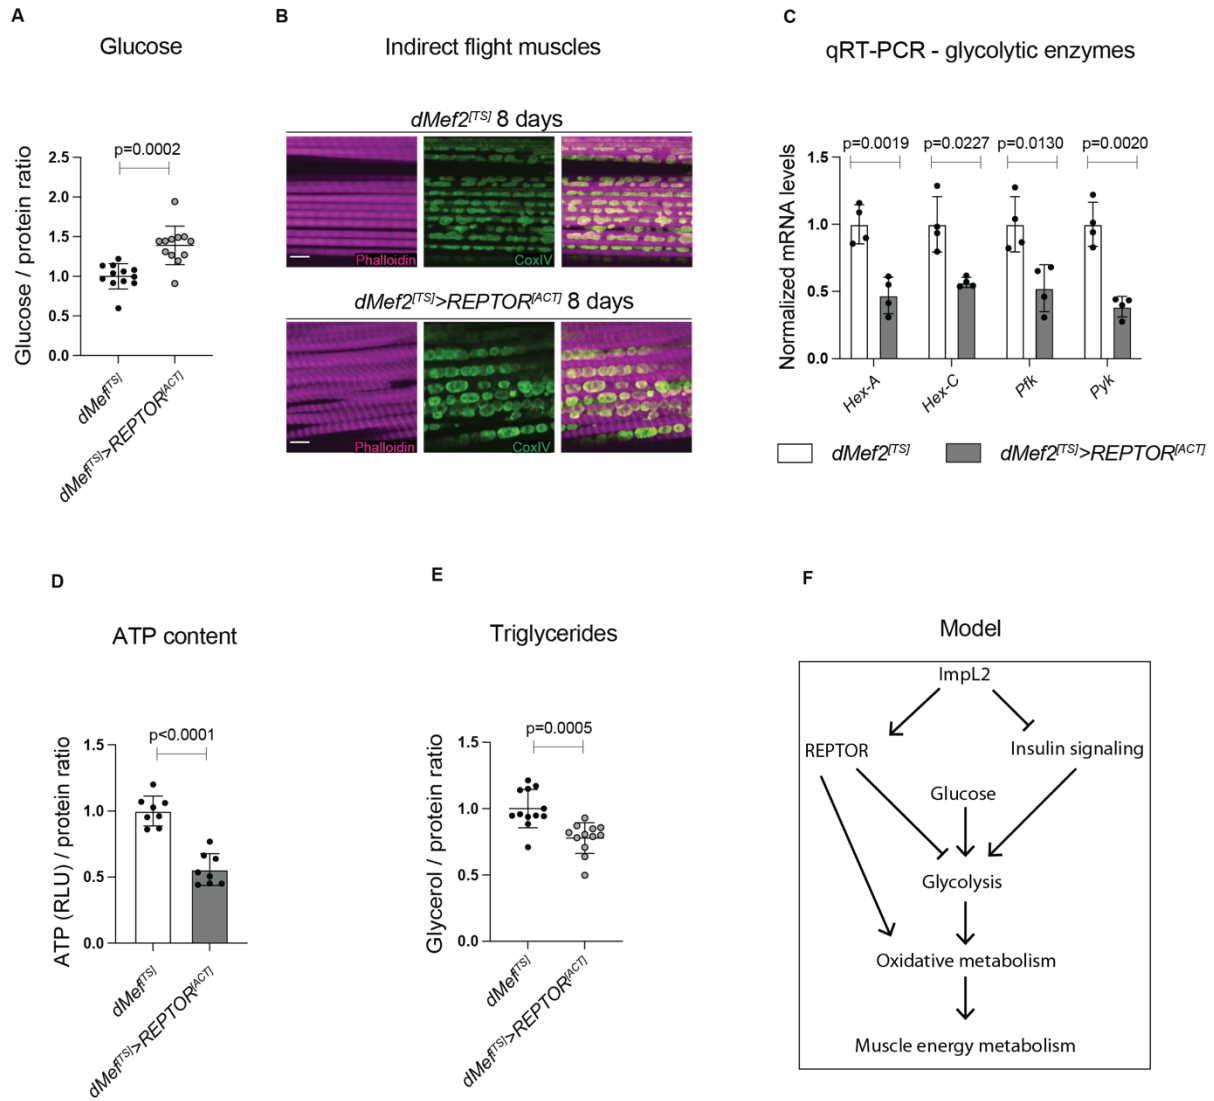 A
Glucose
p=0.0002
Glucose / protein ratio
2.5
2.0
1.5
1.0
0.5
0.0
dMef[TS]
dMef[TS]>REPTOR[ACT]
B
Indirect flight muscles
dMef2[TS] 8 days
Phalloidin
CoxIV
dMef2[TS]>REPTOR[ACT] 8 days
Phalloidin
CoxIV
C
qRT-PCR - glycolytic enzymes
p=0.0019 p=0.0227 p=0.0130 p=0.0020
Normalized mRNA levels
1.5
1.0
0.5
0.0
Hex-A
Hex-C
Pfk
Pyk
dMef2[TS]
dMef2[TS]>REPTOR[ACT]
D
ATP content
p<0.0001
ATP (RLU) / protein ratio
1.5
1.0
0.5
0.0
dMef[TS]
dMef[TS]>REPTOR[ACT]
E
Triglycerides
p=0.0005
Glycerol / protein ratio
1.5
1.0
0.5
0.0
dMef[TS]
dMef[TS]>REPTOR[ACT]
F
Model
ImpL2
REPTOR
Insulin signaling
Glucose
Glycolysis
Oxidative metabolism
Muscle energy metabolism